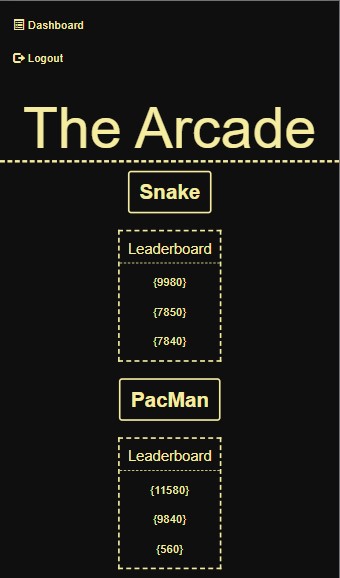 Dashboard
Logout
The Arcade
Snake
Leaderboard
{9980}
{7850}
{7840}
PacMan
Leaderboard
{11580}
{9840}
{560}